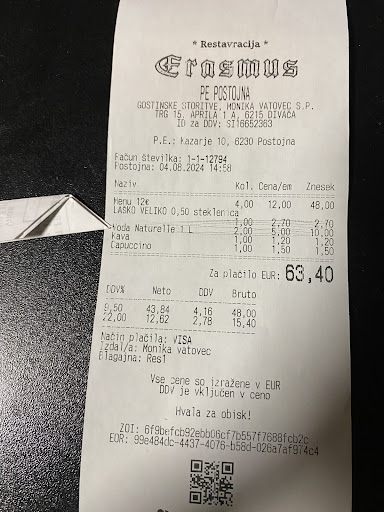 * Restavracija *
Erasmus
PE POSTOJNA
GOSTINSKE STORITVE, MONIKA VATOVEC S.P.
TRG 15. APRILA 1 A, 6215 DIVAČA
ID za DDV: SI16652363
P.E.: Kazarje 10, 6230 Postojna
Račun številka: 1-1-12794
Postojna: 04.08.2024 14:58
Naziv Kol. Cena/em Znesek
Menu 12€ 4,00 12,00 48,00
LASKO VELIKO 0,50 steklenica
1,00 2,70 2,70
Voda Naturelle 1 L 2,00 5,00 10,00
Kava 1,00 1,20 1,20
Capuccino 1,00 1,50 1,50
Za plačilo EUR: 63,40
DDV% Neto DDV Bruto
9,50 43,84 4,16 48,00
22,00 12,62 2,78 15,40
Način plačila: VISA
Izdal/a: Monika Vatovec
Blagajna: Res1
Vse cene so izražene v EUR
DDV je vključen v ceno
Hvala za obisk!
ZOI: 6f9befcb92ebb06cf7b557f7688fcb2c
EOR: 99e484dc-4437-4076-b58d-026a7af974c4